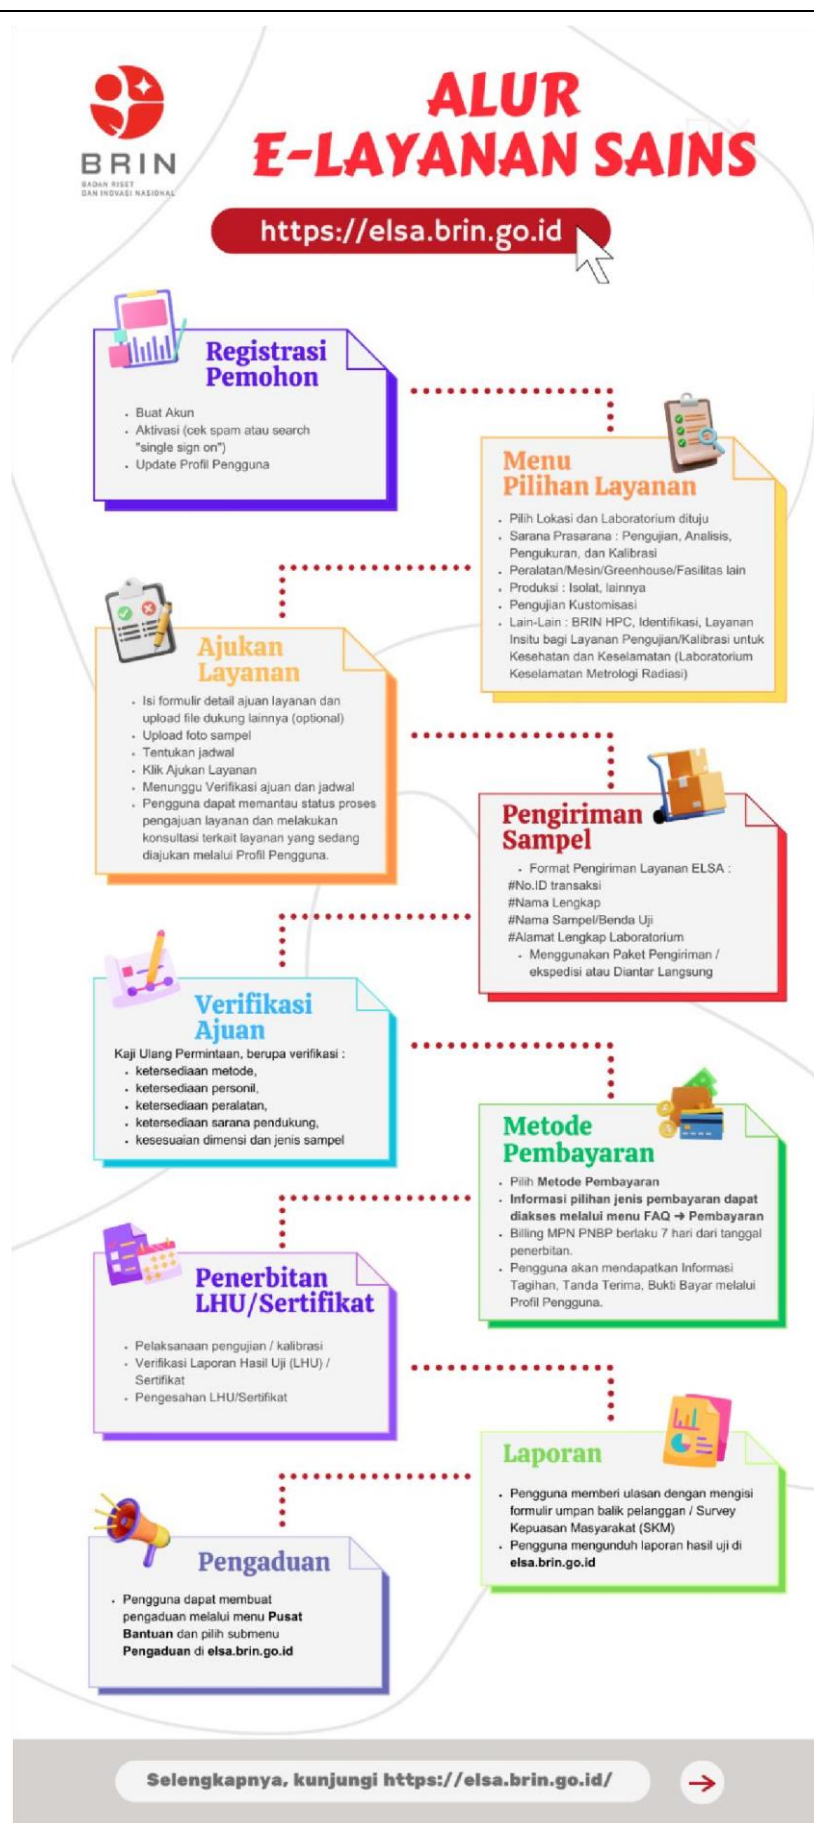 BRIN
BADAN RISET
DAN INOVASI NASIONAL
ALUR
E-LAYANAN SAINS
https://elsa.brin.go.id
Registrasi
Pemohon
• Buat Akun
• Aktivasi (cek spam atau search
"single sign on")
• Update Profil Pengguna
Menu
Pilihan Layanan
• Pilih Lokasi dan Laboratorium dituju
• Sarana Prasarana : Pengujian, Analisis,
Pengukuran, dan Kalibrasi
• Peralatan/Mesin/Greenhouse/Fasilitas lain
• Produksi : Isolat, lainnya
• Pengujian Kustomisasi
• Lain-Lain : BRIN HPC, Identifikasi, Layanan
Insitu bagi Layanan Pengujian/Kalibrasi untuk
Kesehatan dan Keselamatan (Laboratorium
Keselamatan Metrologi Radiasi)
Ajukan
Layanan
• Isi formulir detail ajuan layanan dan
upload file dukung lainnya (optional)
• Upload foto sampel
• Tentukan jadwal
• Klik Ajukan Layanan
• Menunggu Verifikasi ajuan dan jadwal
• Pengguna dapat memantau status proses
pengajuan layanan dan melakukan
konsultasi terkait layanan yang sedang
diajukan melalui Profil Pengguna.
Pengiriman
Sampel
• Format Pengiriman Layanan ELSA :
#No.ID transaksi
#Nama Lengkap
#Nama Sampel/Benda Uji
#Alamat Lengkap Laboratorium
• Menggunakan Paket Pengiriman /
ekspedisi atau Diantar Langsung
Verifikasi
Ajuan
Kaji Ulang Permintaan, berupa verifikasi :
• ketersediaan metode,
• ketersediaan personil,
• ketersediaan peralatan,
• ketersediaan sarana pendukung,
• kesesuaian dimensi dan jenis sampel
Metode
Pembayaran
• Pilih Metode Pembayaran
• Informasi pilihan jenis pembayaran dapat
diakses melalui menu FAQ → Pembayaran
• Billing MPN PNBP berlaku 7 hari dari tanggal
penerbitan.
• Pengguna akan mendapatkan Informasi
Tagihan, Tanda Terima, Bukti Bayar melalui
Profil Pengguna.
Penerbitan
LHU/Sertifikat
• Pelaksanaan pengujian / kalibrasi
• Verifikasi Laporan Hasil Uji (LHU) /
Sertifikat
• Pengesahan LHU/Sertifikat
Laporan
• Pengguna memberi ulasan dengan mengisi
formulir umpan balik pelanggan / Survey
Kepuasan Masyarakat (SKM)
• Pengguna mengunduh laporan hasil uji di
elsa.brin.go.id
Pengaduan
• Pengguna dapat membuat
pengaduan melalui menu Pusat
Bantuan dan pilih submenu
Pengaduan di elsa.brin.go.id
Selengkapnya, kunjungi https://elsa.brin.go.id/